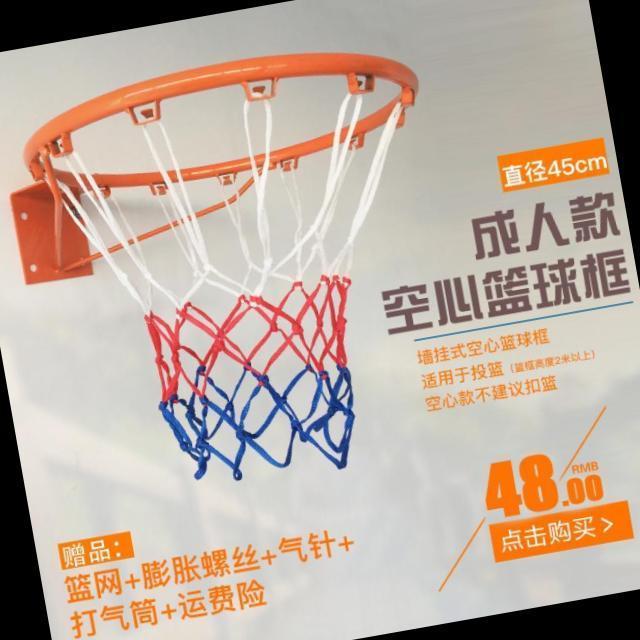 直径45cm
成人款
空心篮球框
墙挂式空心篮球框
适用于投篮（篮框高度2米以上）
空心款不建议扣篮
48.00 RMB
点击购买>
赠品：
篮网+膨胀螺丝+气针+
打气筒+运费险